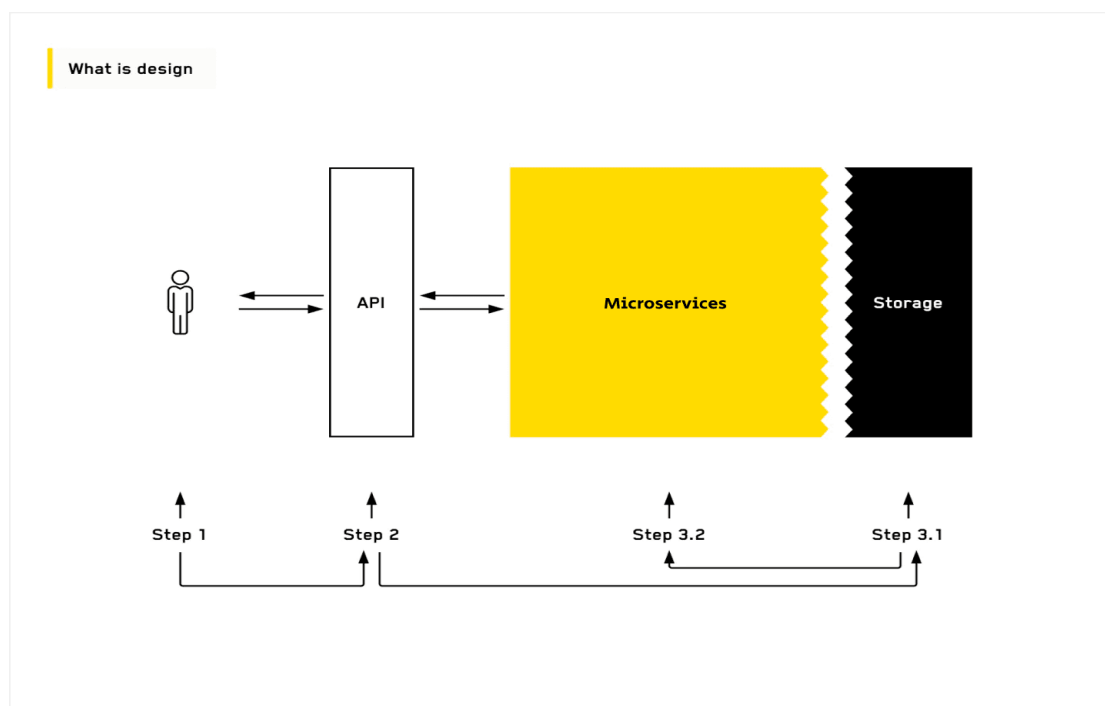 What is design
API
Microservices
Storage
Step 1
Step 2
Step 3.2
Step 3.1